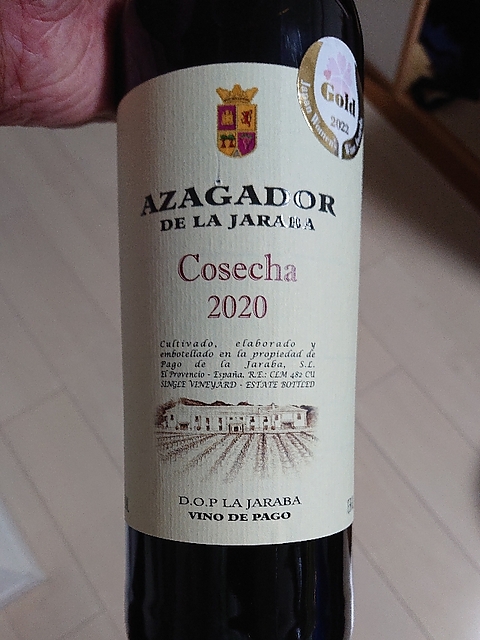 Gold
2022
AZAGADOR
DE LA JARABA
Cosecha
2020
Cultivado, elaborado y
embotellado en la propiedad de
Pago de la Jaraba, S.L.
El Provencio - España, R.E.: CLM 482 CU
SINGLE VINEYARD - ESTATE BOTTLED
D.O.P LA JARABA
VINO DE PAGO